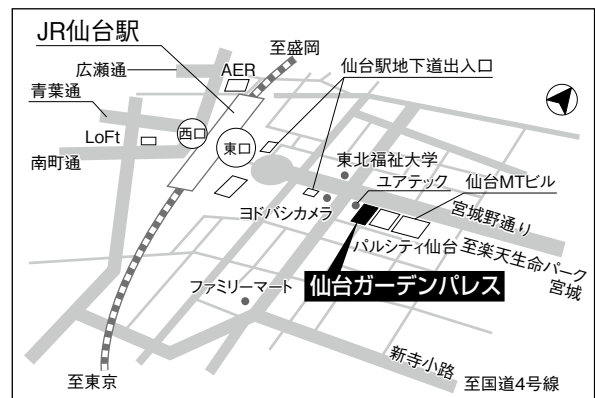 JR仙台駅
至盛岡
広瀬通
AER
仙台駅地下道出入口
青葉通
LoFt
西口
東口
南町通
東北福祉大学
ユアテック
仙台MTビル
ヨドバシカメラ
宮城野通り
パルシティ仙台
至楽天生命パーク
宮城
ファミリーマート
仙台ガーデンパレス
新寺小路
至東京
至国道4号線